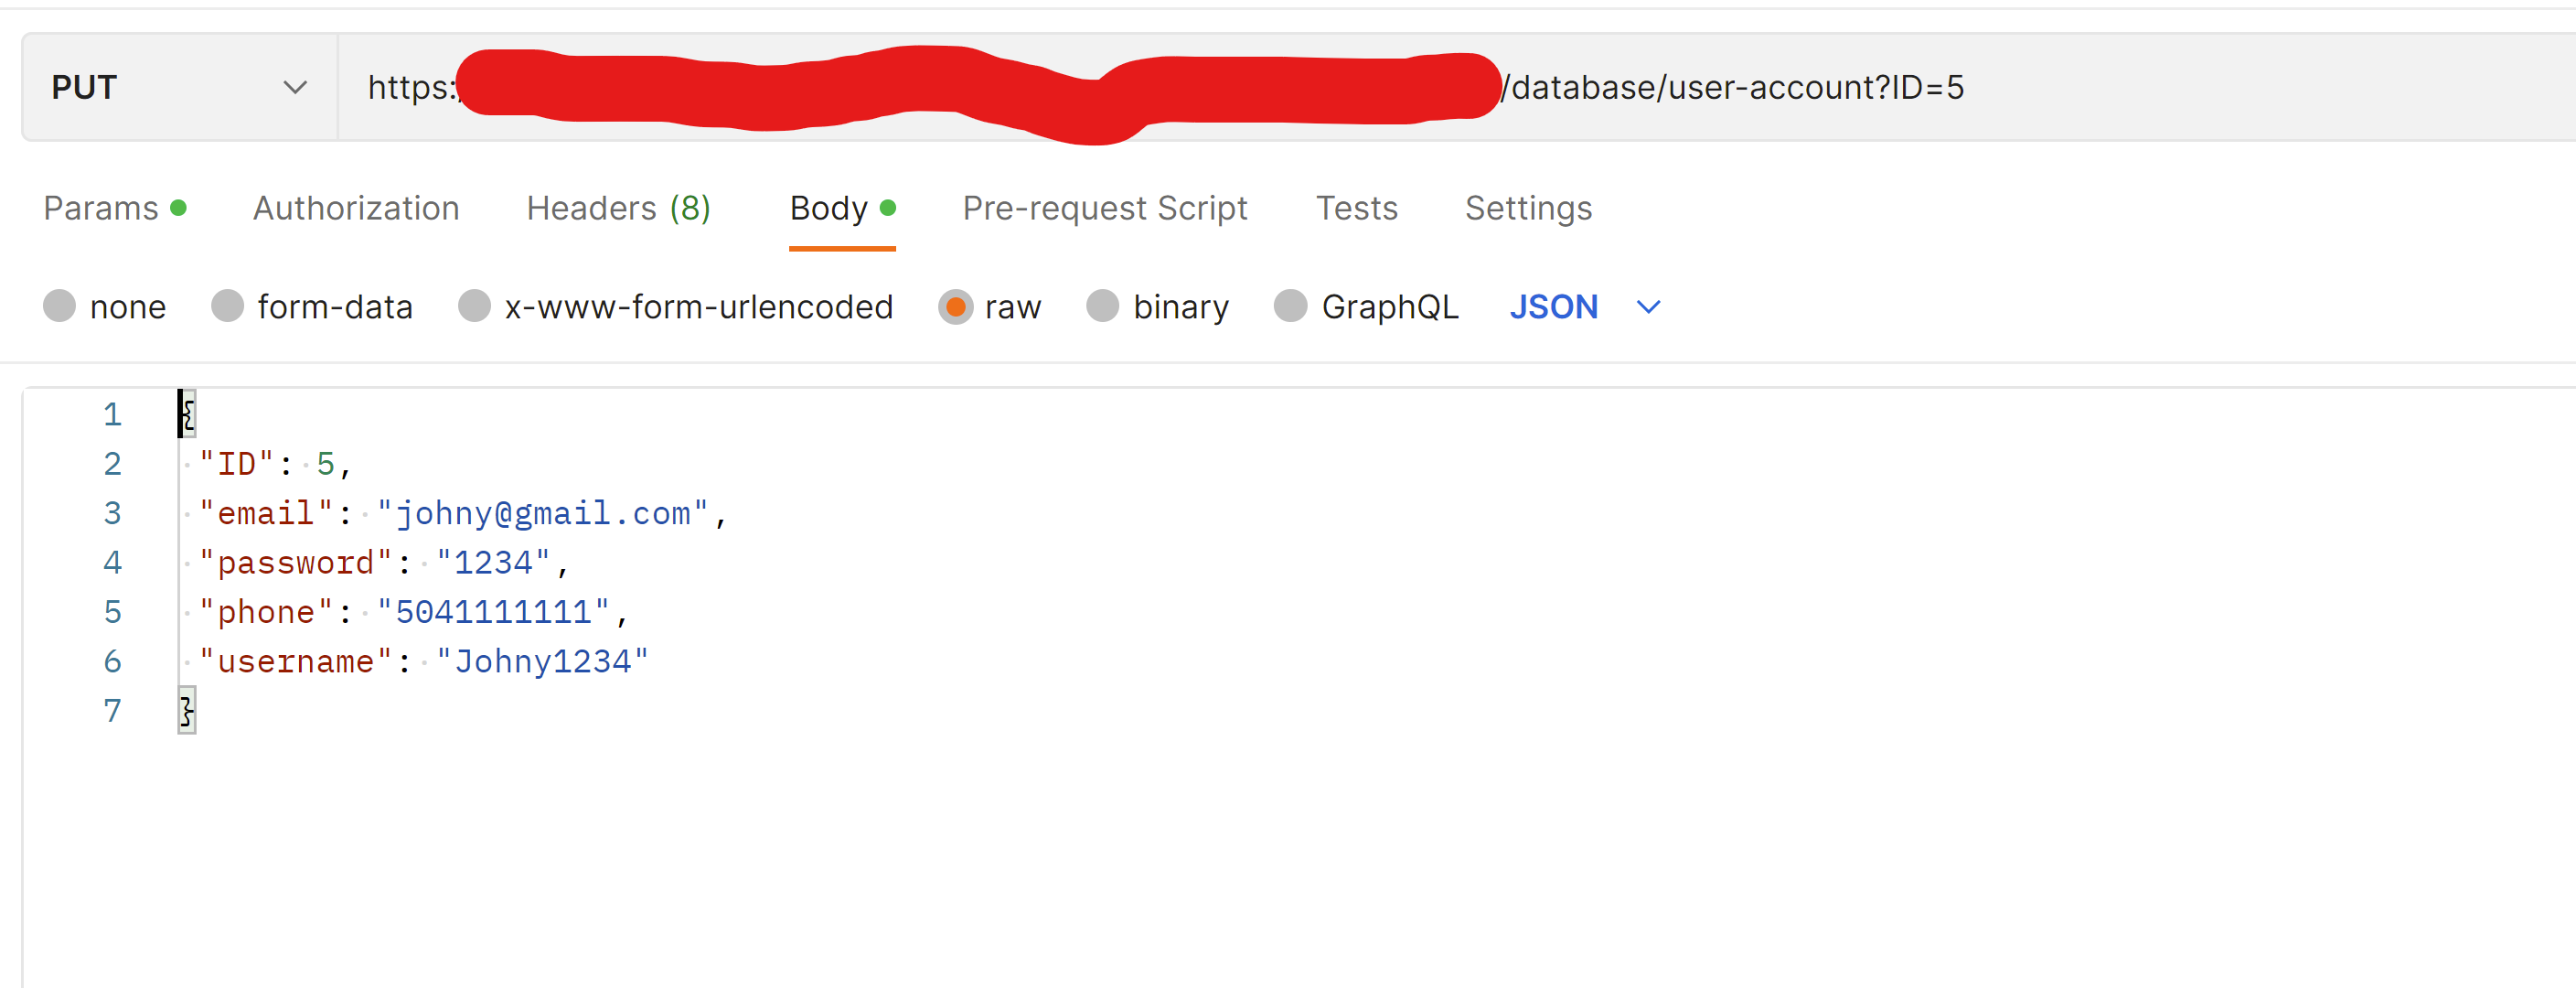 PUT https:/ /database/user-account?ID=5
Params Authorization Headers (8) Body Pre-request Script Tests Settings
none form-data x-www-form-urlencoded raw binary GraphQL JSON
1 {
2 "ID": 5,
3 "email": "johny@gmail.com",
4 "password": "1234",
5 "phone": "5041111111",
6 "username": "Johny1234"
7 }